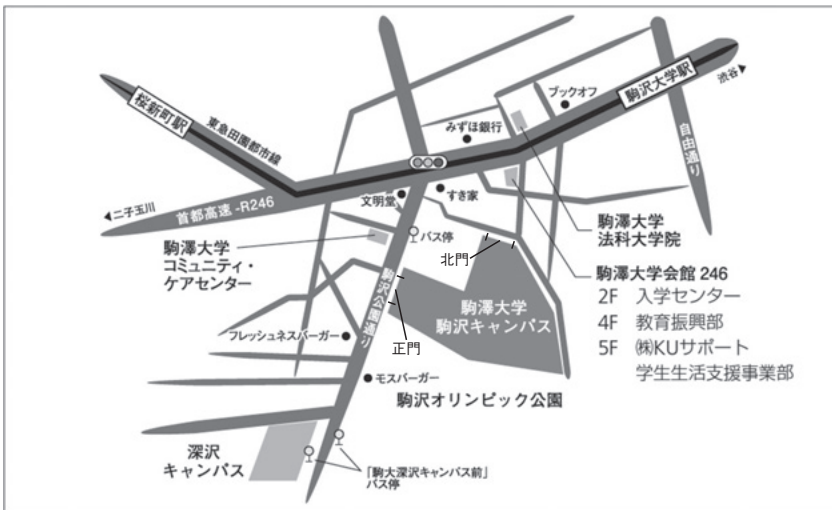 駒沢大学駅
渋谷▶
ブックオフ
桜新町駅
東急田園都市線
みずほ銀行
自由通り
◀二子玉川
首都高速-R246
文明堂
すき家
バス停
駒澤大学
法科大学院
駒澤大学
コミュニティ・
ケアセンター
北門
駒澤大学会館 246
2F 入学センター
4F 教育振興部
5F ㈱KUサポート
学生生活支援事業部
駒沢公園通り
駒澤大学
駒沢キャンパス
正門
フレッシュネスバーガー
モスバーガー
駒沢オリンピック公園
深沢
キャンパス
「駒大深沢キャンパス前」
バス停